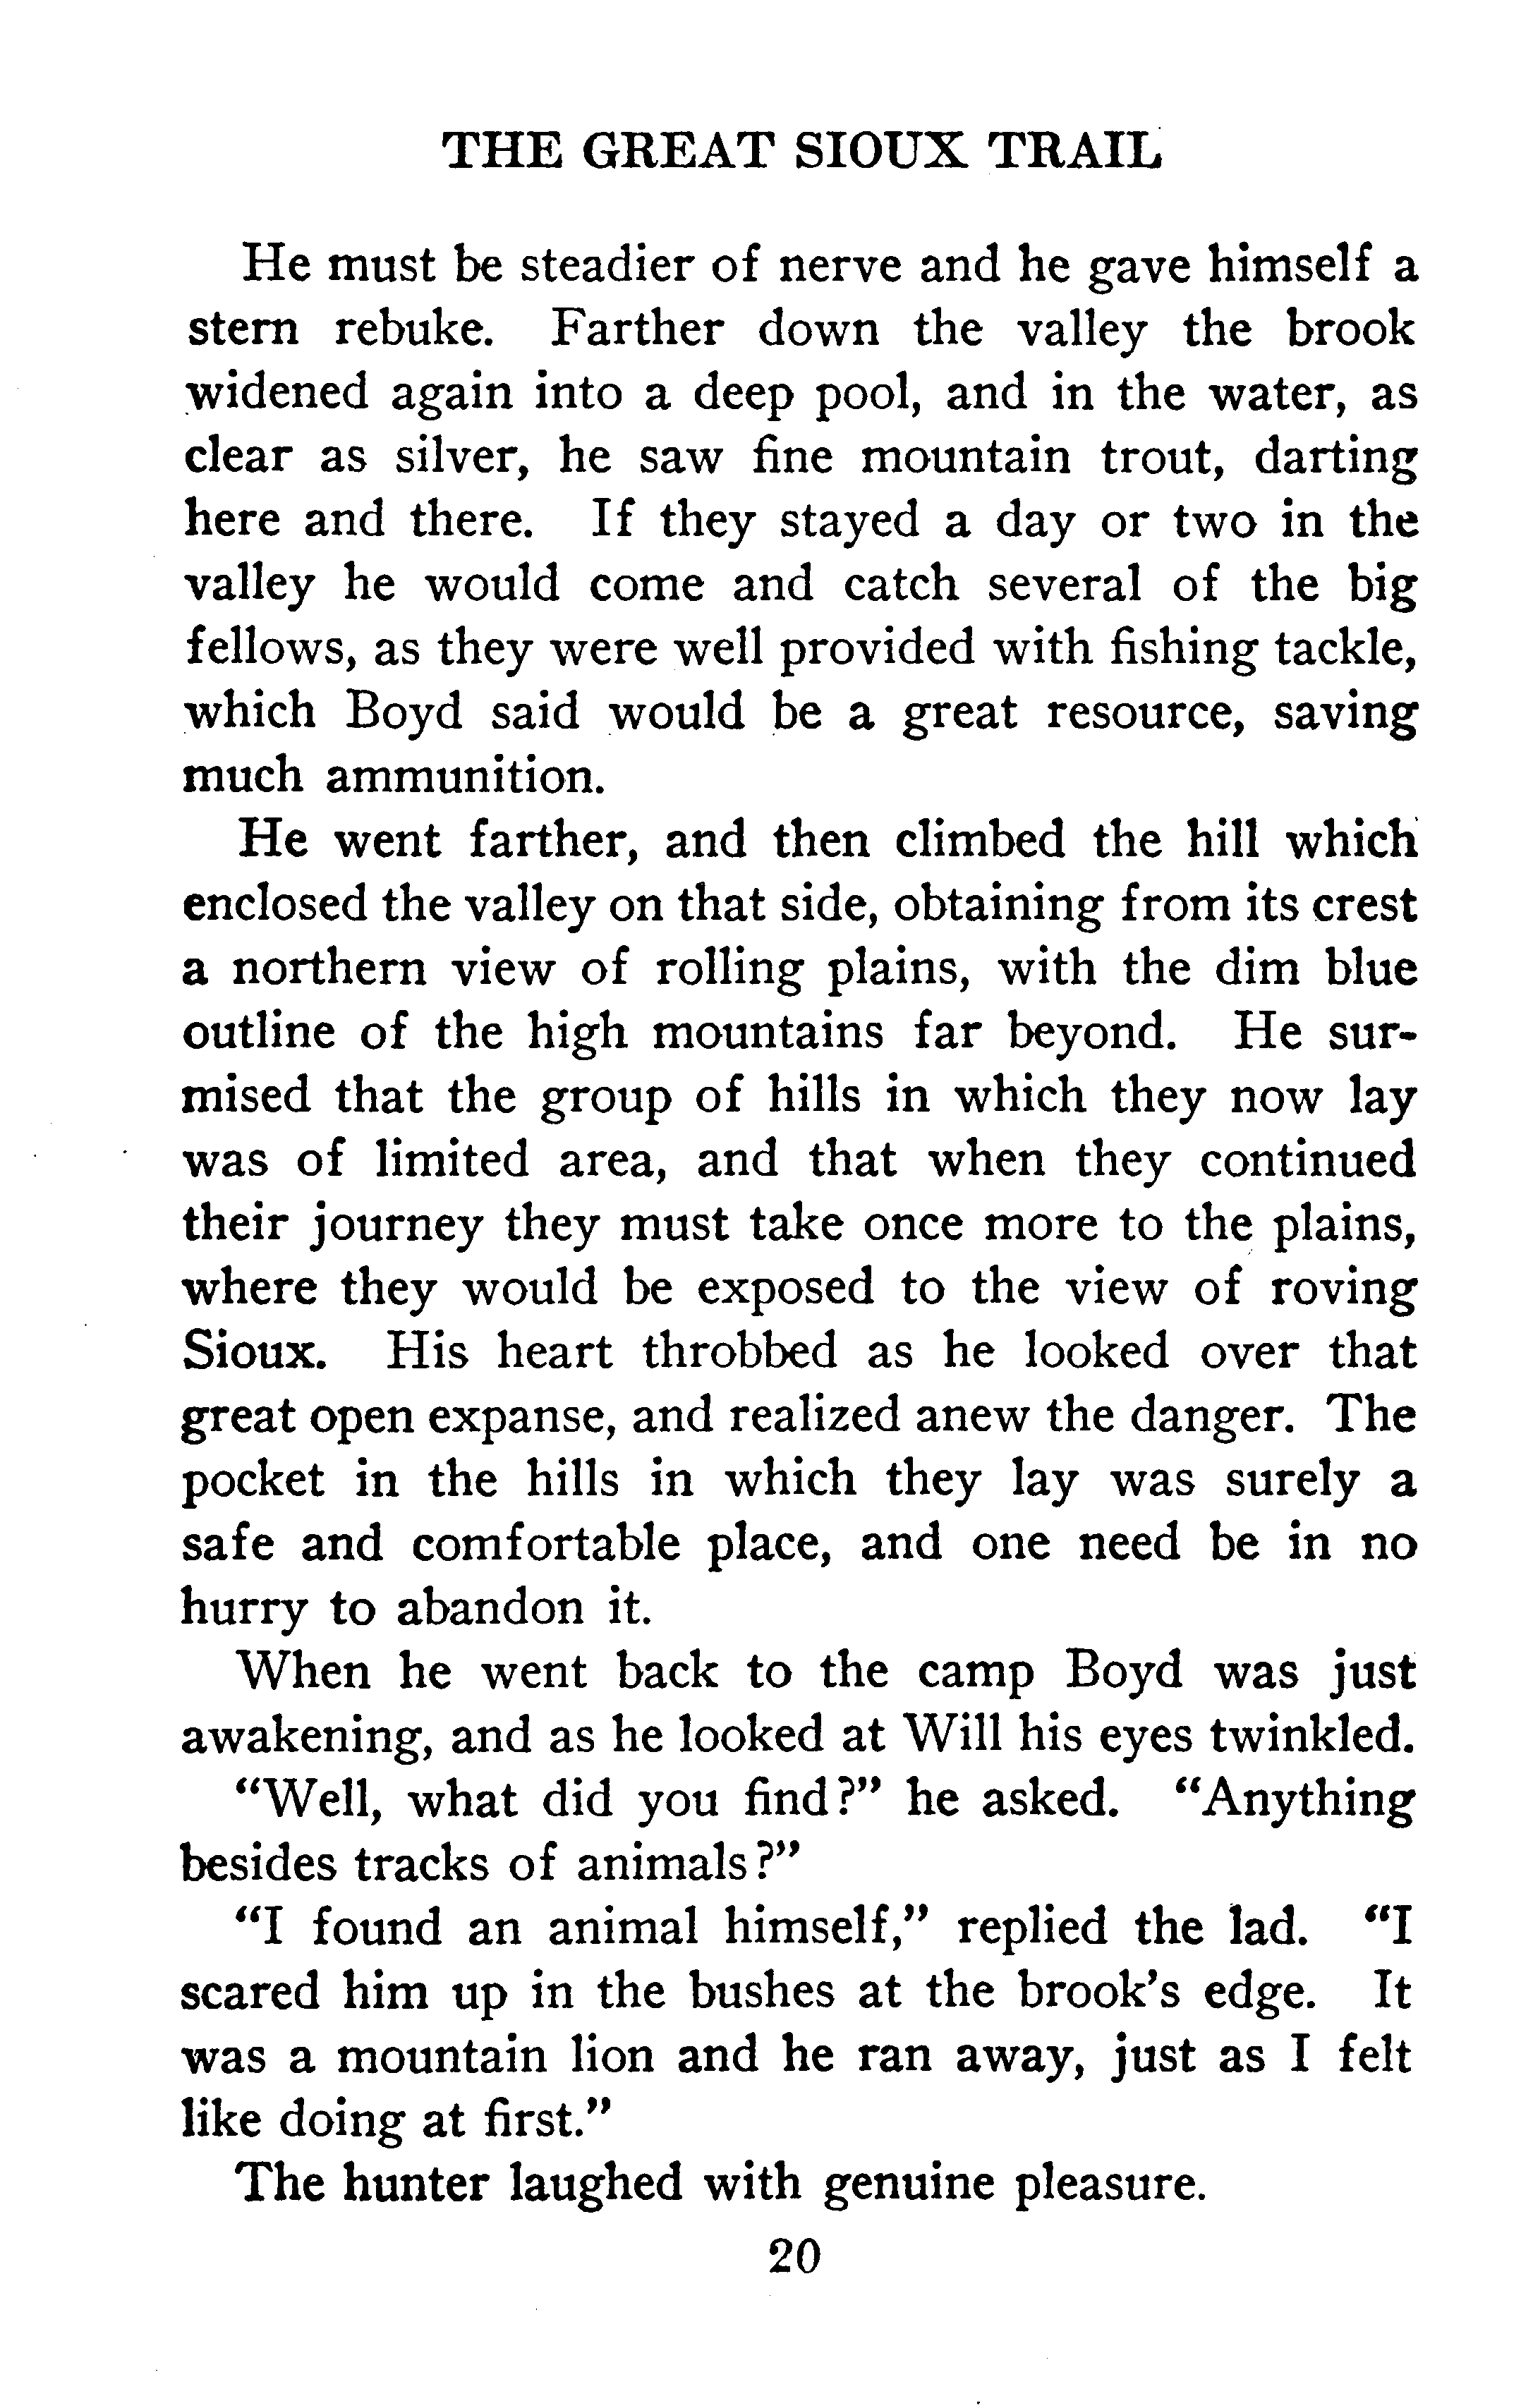 THE GREAT SIOUX TRAIL
He must be steadier of nerve and he gave himself a
stern rebuke. Farther down the valley the brook
widened again into a deep pool, and in the water, as
clear as silver, he saw fine mountain trout, darting
here and there. If they stayed a day or two in the
valley he would come and catch several of the big
fellows, as they were well provided with fishing tackle,
which Boyd said would be a great resource, saving
much ammunition.
He went farther, and then climbed the hill which
enclosed the valley on that side, obtaining from its crest
a northern view of rolling plains, with the dim blue
outline of the high mountains far beyond. He sur-
mised that the group of hills in which they now lay
was of limited area, and that when they continued
their journey they must take once more to the plains,
where they would be exposed to the view of roving
Sioux. His heart throbbed as he looked over that
great open expanse, and realized anew the danger. The
pocket in the hills in which they lay was surely a
safe and comfortable place, and one need be in no
hurry to abandon it.
When he went back to the camp Boyd was just
awakening, and as he looked at Will his eyes twinkled.
"Well, what did you find?" he asked. "Anything
besides tracks of animals?"
"I found an animal himself," replied the lad. "I
scared him up in the bushes at the brook's edge. It
was a mountain lion and he ran away, just as I felt
like doing at first."
The hunter laughed with genuine pleasure.
20